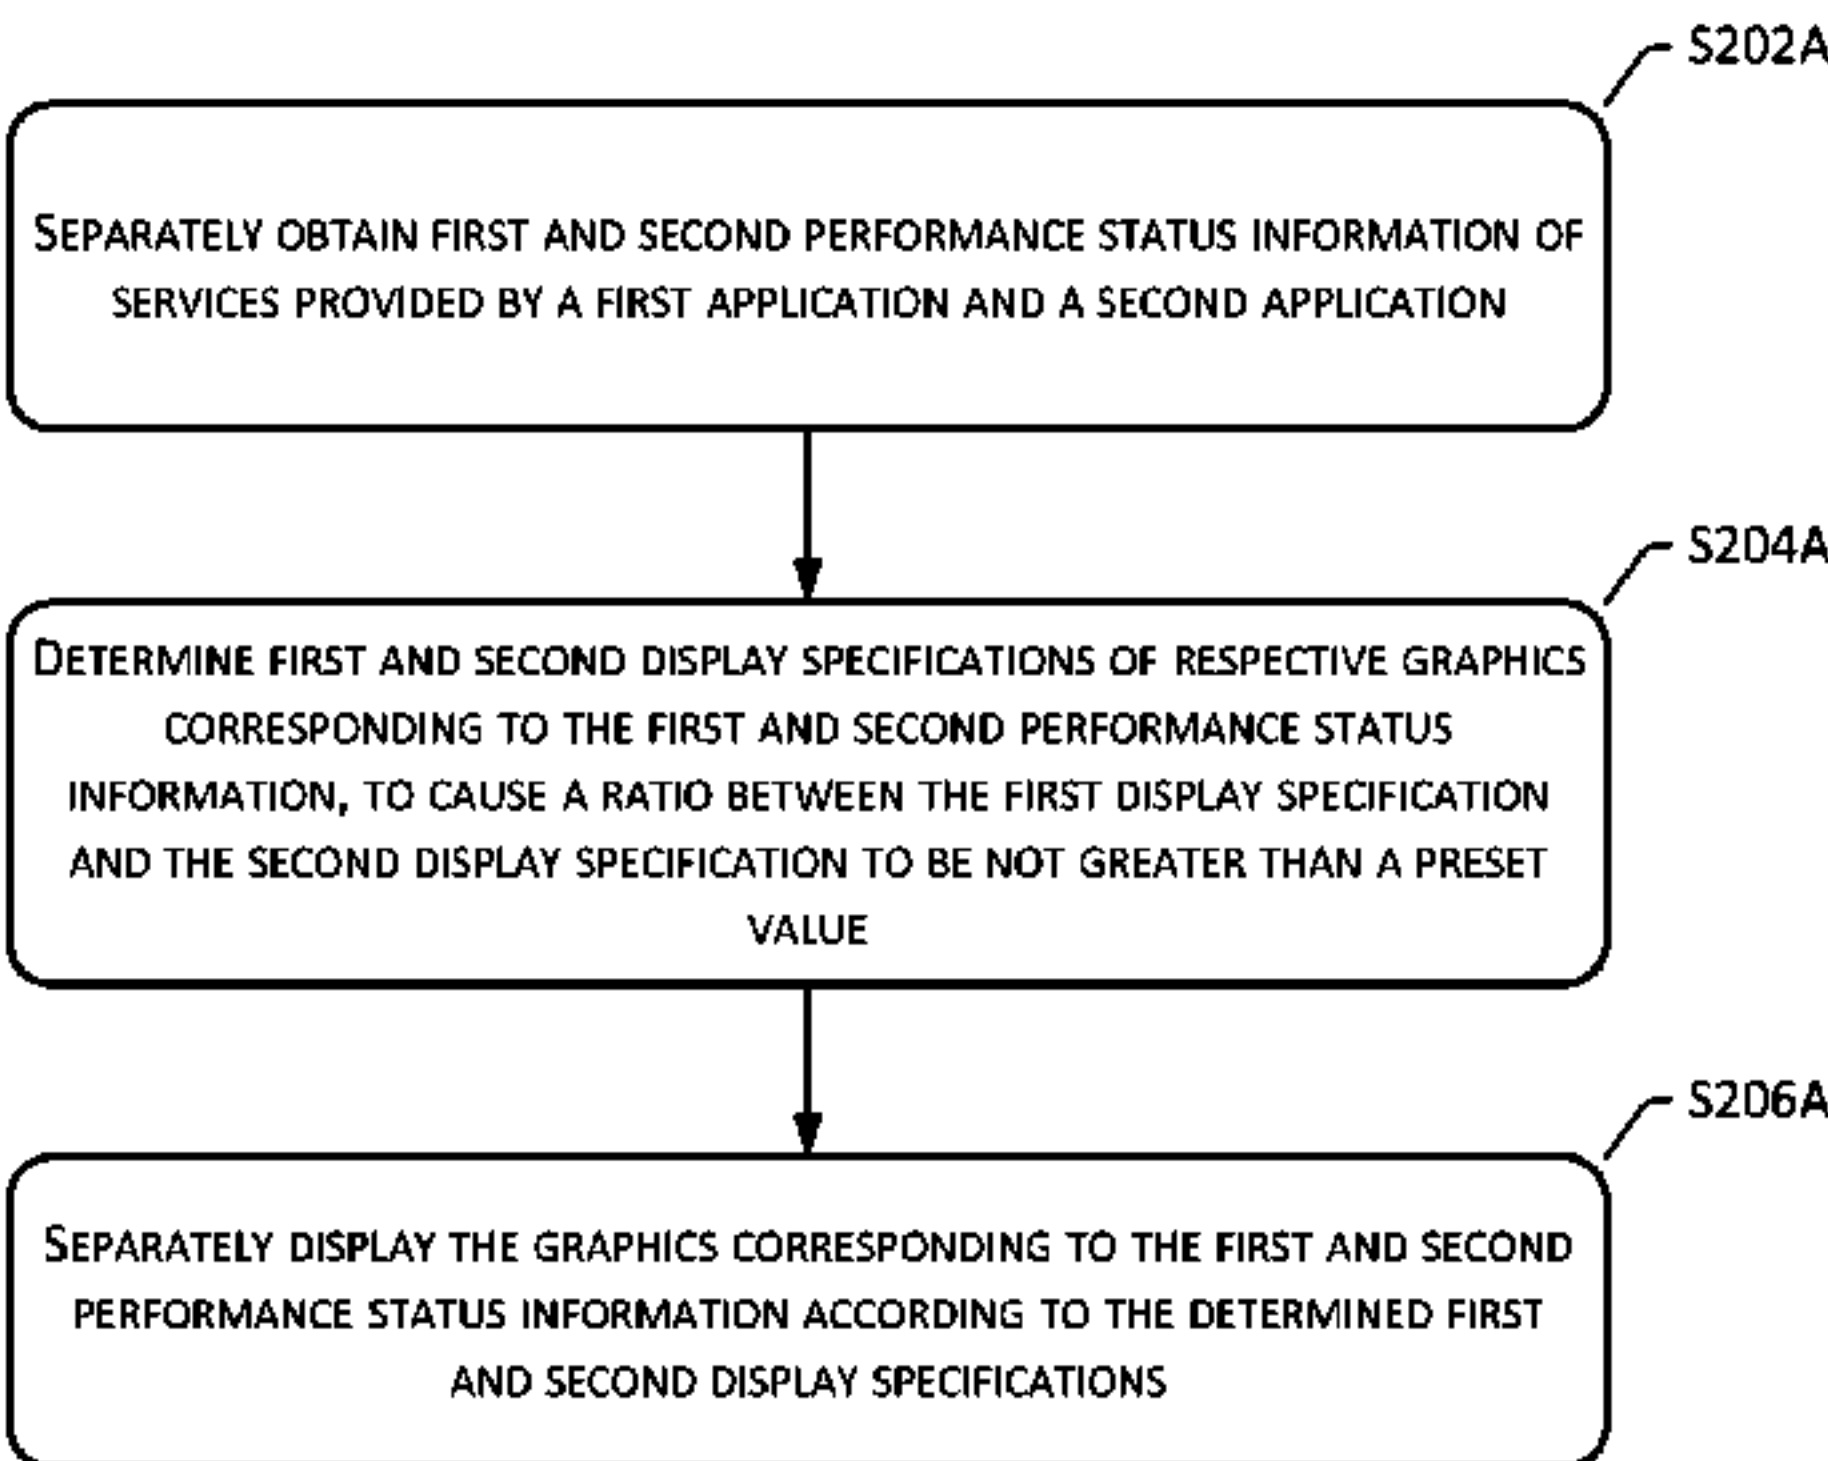 S202A
SEPARATELY OBTAIN FIRST AND SECOND PERFORMANCE STATUS INFORMATION OF
SERVICES PROVIDED BY A FIRST APPLICATION AND A SECOND APPLICATION
S204A
DETERMINE FIRST AND SECOND DISPLAY SPECIFICATIONS OF RESPECTIVE GRAPHICS
CORRESPONDING TO THE FIRST AND SECOND PERFORMANCE STATUS
INFORMATION, TO CAUSE A RATIO BETWEEN THE FIRST DISPLAY SPECIFICATION
AND THE SECOND DISPLAY SPECIFICATION TO BE NOT GREATER THAN A PRESET
VALUE
S206A
SEPARATELY DISPLAY THE GRAPHICS CORRESPONDING TO THE FIRST AND SECOND
PERFORMANCE STATUS INFORMATION ACCORDING TO THE DETERMINED FIRST
AND SECOND DISPLAY SPECIFICATIONS